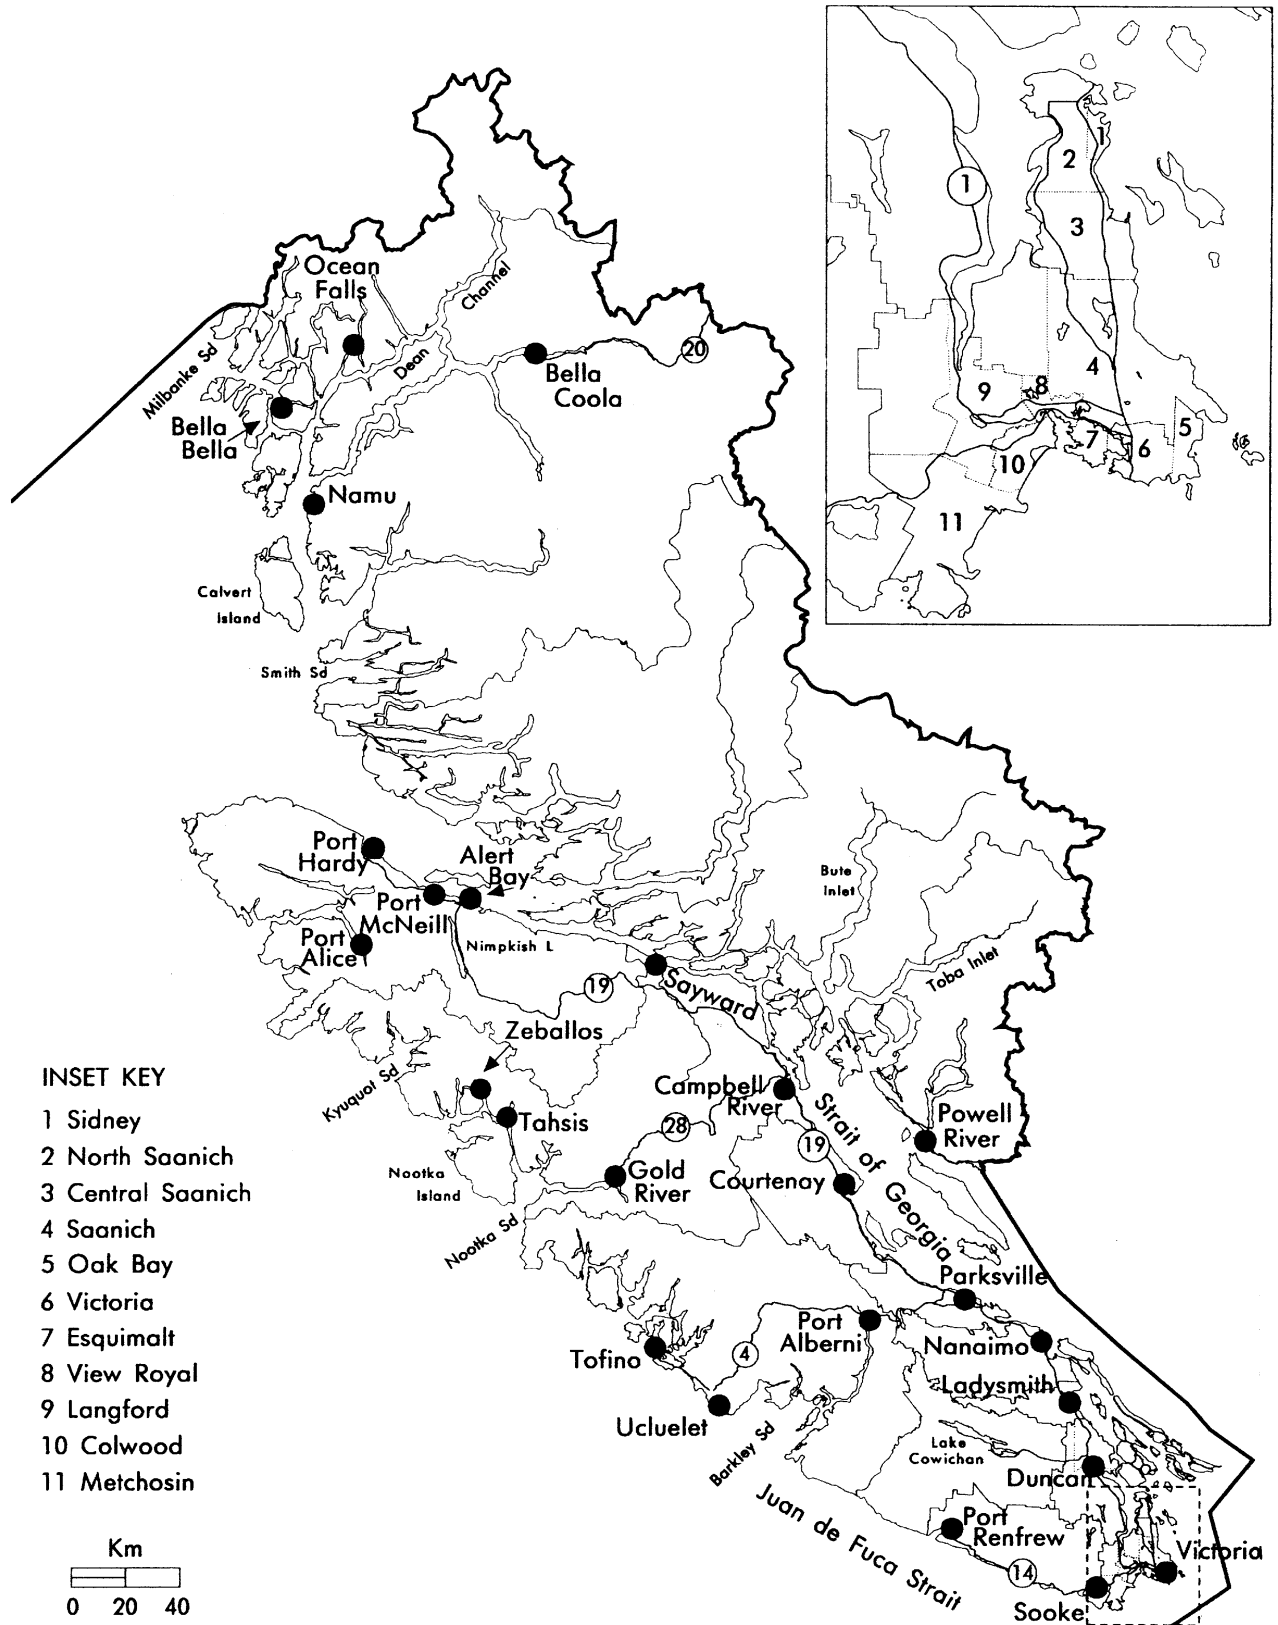 Ocean
Falls
Channel
Dean
20
Milbanke Sd
Bella
Coola
Bella
Bella
Namu
Calvert
Island
Smith Sd
1
1
2
3
4
5
6
7
8
9
10
11
Port
Hardy
Alert
Bay
Port
McNeill
Port
Alice
Nimpkish L
19
Sayward
Bute
Inlet
Toba Inlet
Zeballos
Kyuquot Sd
Tahsis
Campbell
River
28
19
Strait of Georgia
Powell
River
Nootka
Island
Gold
River
Courtenay
Nootka Sd
Parksville
Port
Alberni
Nanaimo
Tofino
4
Ladysmith
Ucluelet
Barkley Sd
Lake
Cowichan
Duncan
Juan de Fuca Strait
Port
Renfrew
Victoria
14
Sooke
INSET KEY
1 Sidney
2 North Saanich
3 Central Saanich
4 Saanich
5 Oak Bay
6 Victoria
7 Esquimalt
8 View Royal
9 Langford
10 Colwood
11 Metchosin
Km
0 20 40